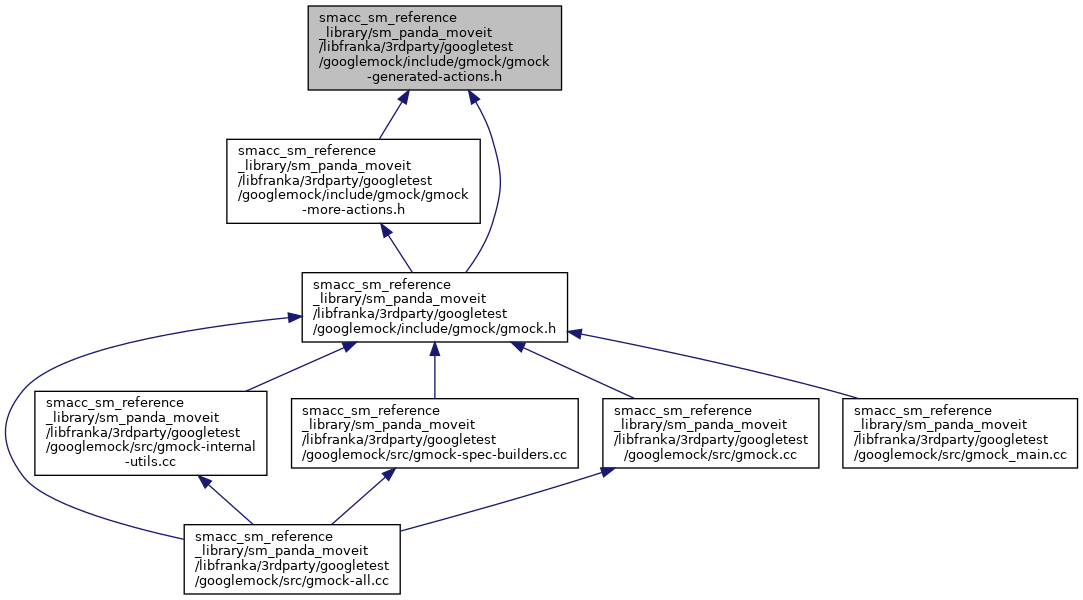 smacc_sm_reference
_library/sm_panda_moveit
/libfranka/3rdparty/googletest
/googlemock/include/gmock/gmock
-generated-actions.h
smacc_sm_reference
_library/sm_panda_moveit
/libfranka/3rdparty/googletest
/googlemock/include/gmock/gmock
-more-actions.h
smacc_sm_reference
_library/sm_panda_moveit
/libfranka/3rdparty/googletest
/googlemock/include/gmock/gmock.h
smacc_sm_reference
_library/sm_panda_moveit
/libfranka/3rdparty/googletest
/googlemock/src/gmock-internal
-utils.cc
smacc_sm_reference
_library/sm_panda_moveit
/libfranka/3rdparty/googletest
/googlemock/src/gmock-spec-builders.cc
smacc_sm_reference
_library/sm_panda_moveit
/libfranka/3rdparty/googletest
/googlemock/src/gmock.cc
smacc_sm_reference
_library/sm_panda_moveit
/libfranka/3rdparty/googletest
/googlemock/src/gmock_main.cc
smacc_sm_reference
_library/sm_panda_moveit
/libfranka/3rdparty/googletest
/googlemock/src/gmock-all.cc